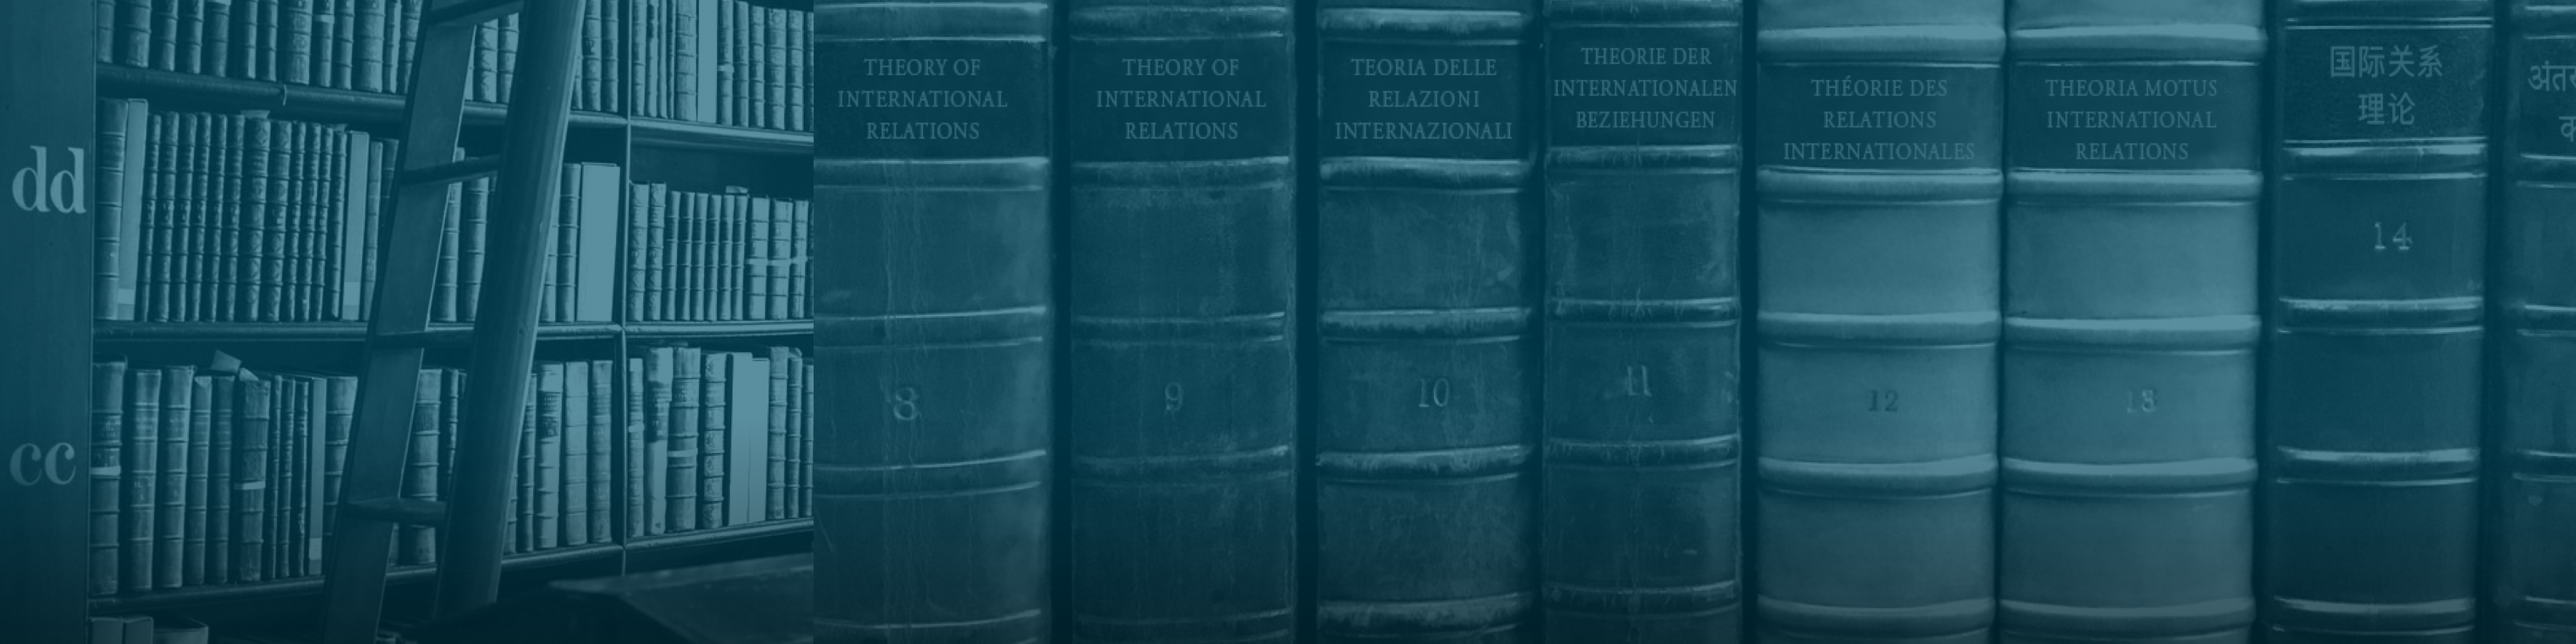 dd
cc
THEORY OF
INTERNATIONAL
RELATIONS
8
THEORY OF
INTERNATIONAL
RELATIONS
9
TEORIA DELLE
RELAZIONI
INTERNAZIONALI
10
THEORIE DER
INTERNATIONALEN
BEZIEHUNGEN
11
THÉORIE DES
RELATIONS
INTERNATIONALES
12
THEORIA MOTUS
INTERNATIONAL
RELATIONS
13
国际关系
理论
14